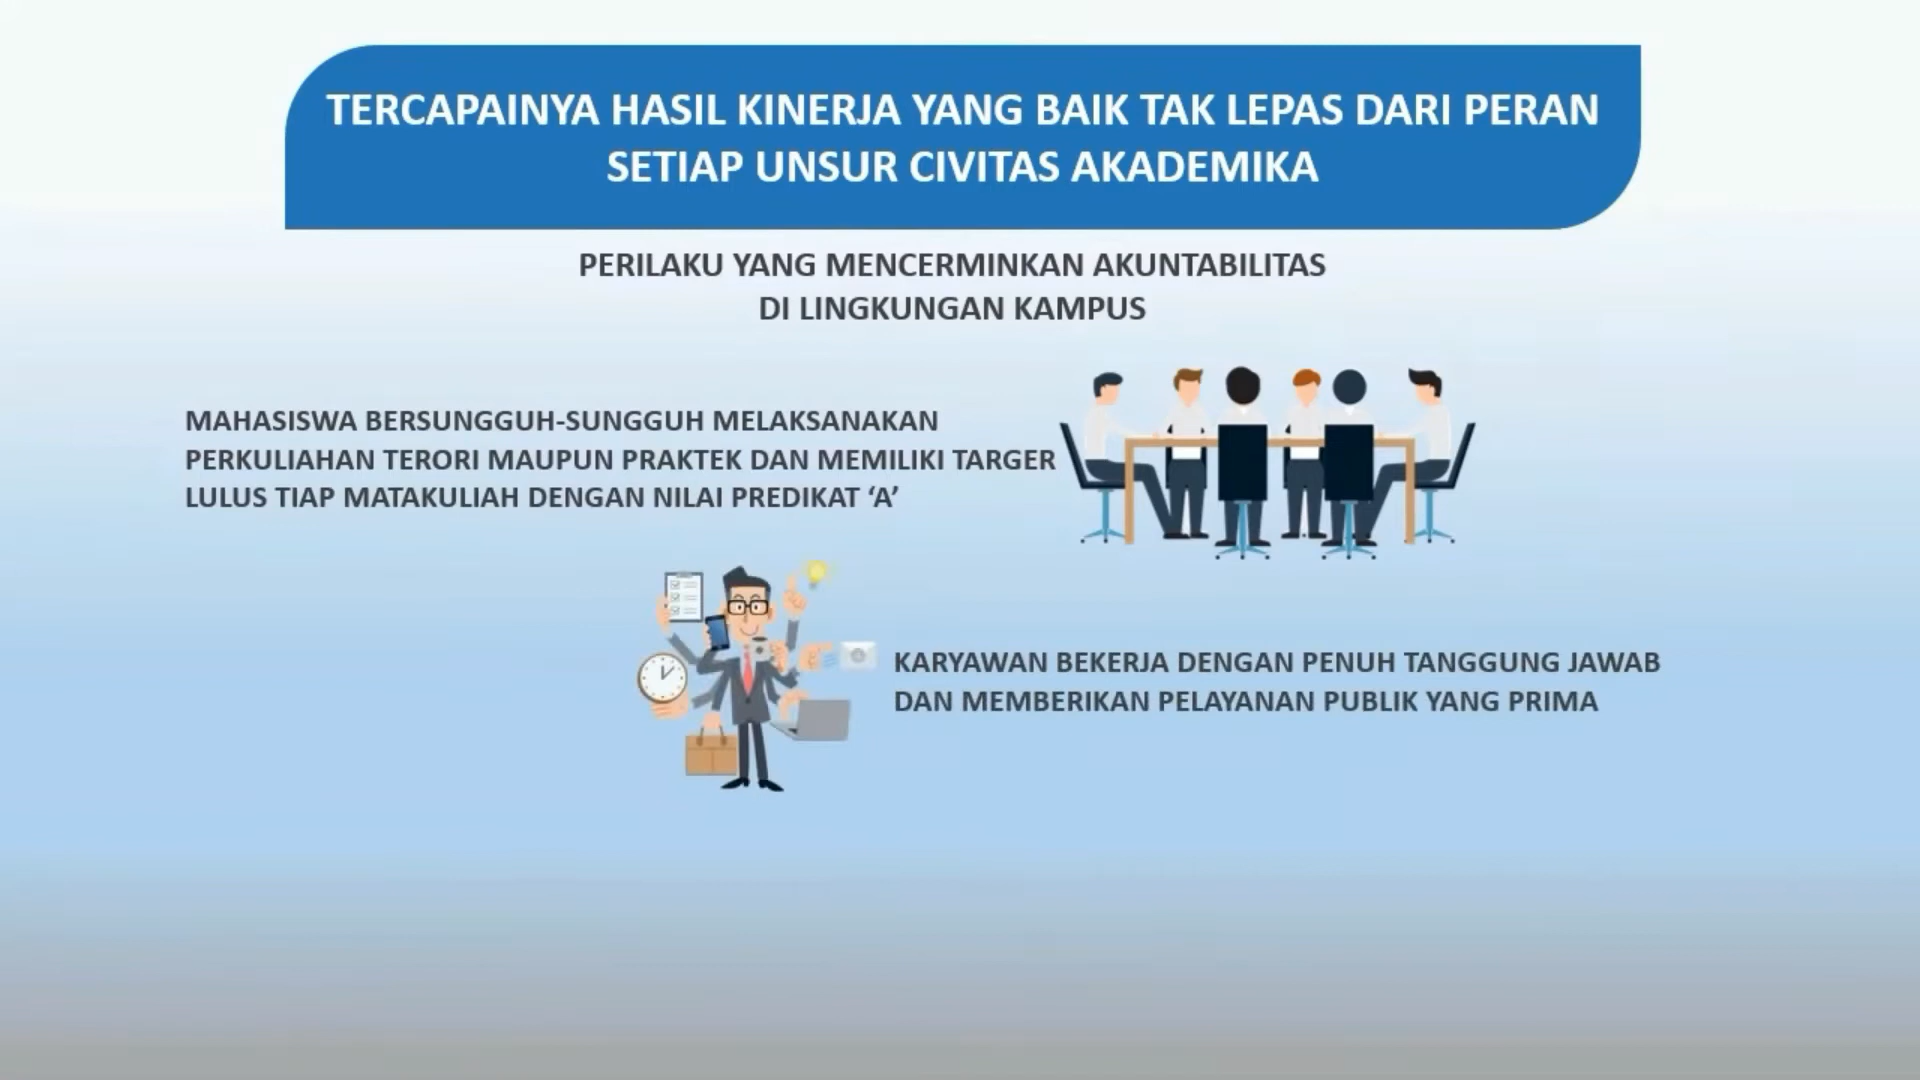 TERCAPAINYA HASIL KINERJA YANG BAIK TAK LEPAS DARI PERAN
SETIAP UNSUR CIVITAS AKADEMIKA
PERILAKU YANG MENCERMINKAN AKUNTABILITAS
DI LINGKUNGAN KAMPUS
MAHASISWA BERSUNGGUH-SUNGGUH MELAKSANAKAN
PERKULIAHAN TERORI MAUPUN PRAKTEK DAN MEMILIKI TARGER
LULUS TIAP MATAKULIAH DENGAN NILAI PREDIKAT ‘A’
KARYAWAN BEKERJA DENGAN PENUH TANGGUNG JAWAB
DAN MEMBERIKAN PELAYANAN PUBLIK YANG PRIMA